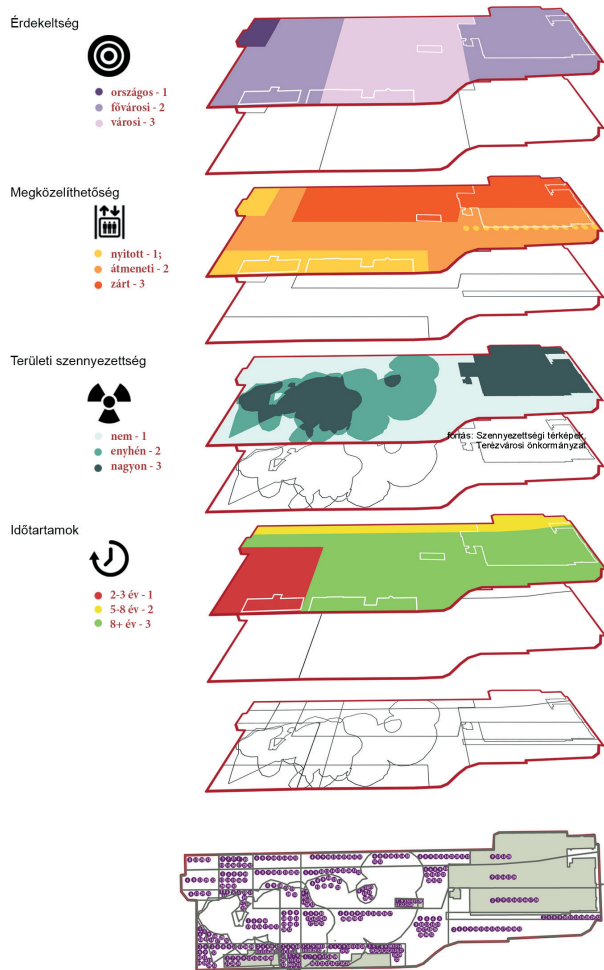 Érdekeltség
országos - 1
fővárosi - 2
városi - 3
Megközelíthetőség
nyitott - 1;
átmeneti - 2
zárt - 3
Területi szennyezettség
nem - 1
enyhén - 2
nagyon - 3
forrás: Szennyezettségi térképek,
Terézvárosi önkormányzat
Időtartamok
2-3 év - 1
5-8 év - 2
8+ év - 3